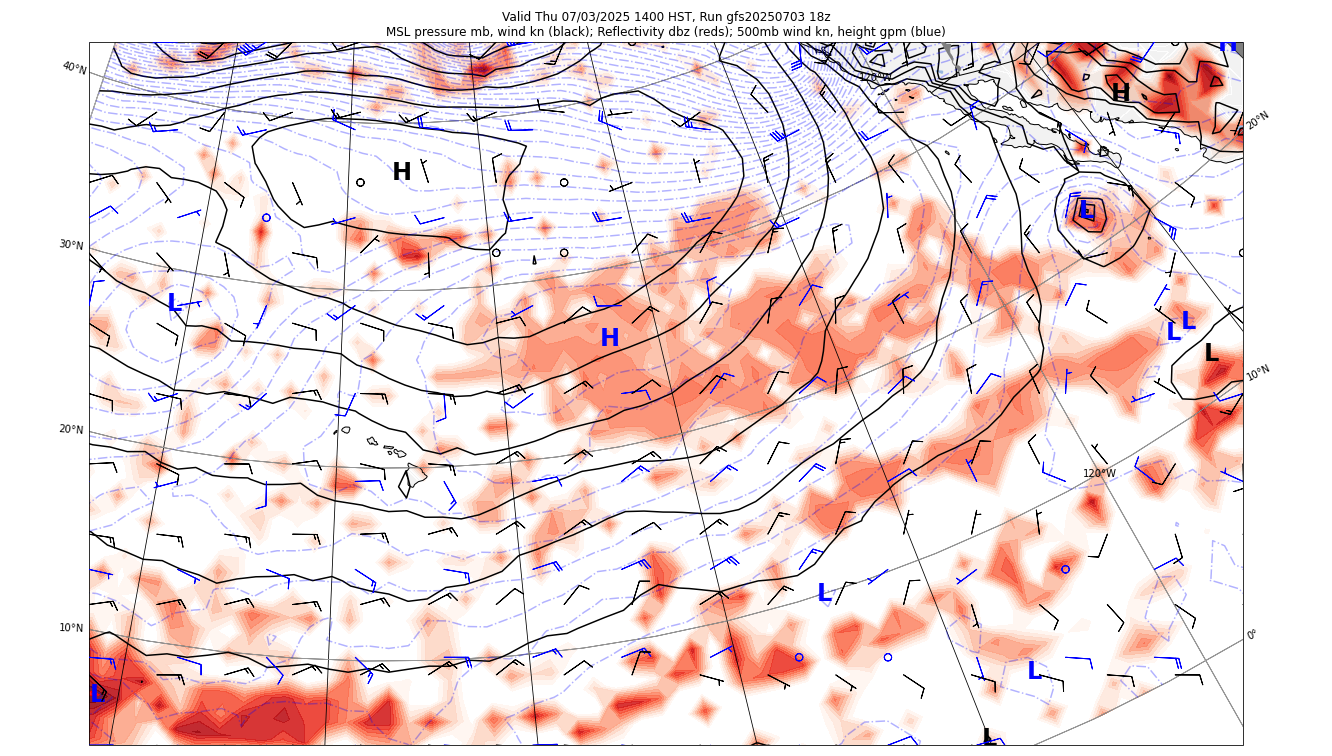 Valid Thu 07/03/2025 1400 HST, Run gfs20250703 18z
MSL pressure mb, wind kn (black); Reflectivity dbz (reds); 500mb wind kn, height gpm (blue)
H
40°N
120°W
H
20°N
H
L
30°N
L
L
L
H
L
10°N
20°N
120°W
L
10°N
0°
L
L
L